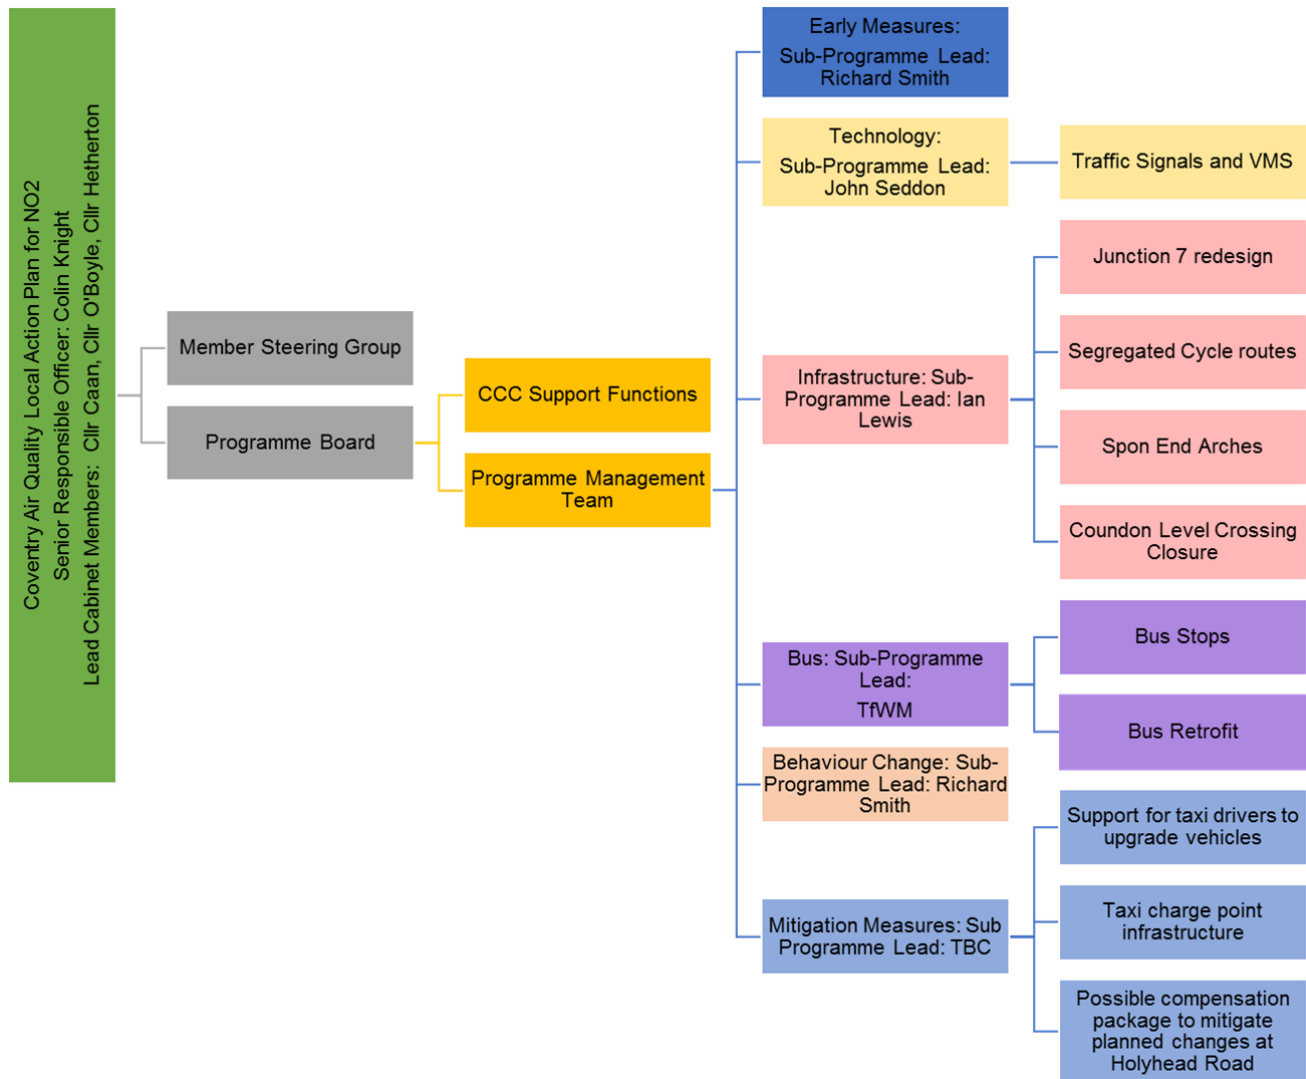 Coventry Air Quality Local Action Plan for NO2
Senior Responsible Officer: Colin Knight
Lead Cabinet Members: Cllr Caan, Cllr O'Boyle, Cllr Hetherton
Member Steering Group
Programme Board
CCC Support Functions
Programme Management
Team
Early Measures:
Sub-Programme Lead:
Richard Smith
Technology:
Sub-Programme Lead:
John Seddon
Traffic Signals and VMS
Infrastructure: Sub-
Programme Lead: Ian
Lewis
Junction 7 redesign
Segregated Cycle routes
Spon End Arches
Coundon Level Crossing
Closure
Bus: Sub-Programme
Lead:
TfWM
Bus Stops
Bus Retrofit
Behaviour Change: Sub-
Programme Lead: Richard
Smith
Mitigation Measures: Sub
Programme Lead: TBC
Support for taxi drivers to
upgrade vehicles
Taxi charge point
infrastructure
Possible compensation
package to mitigate
planned changes at
Holyhead Road